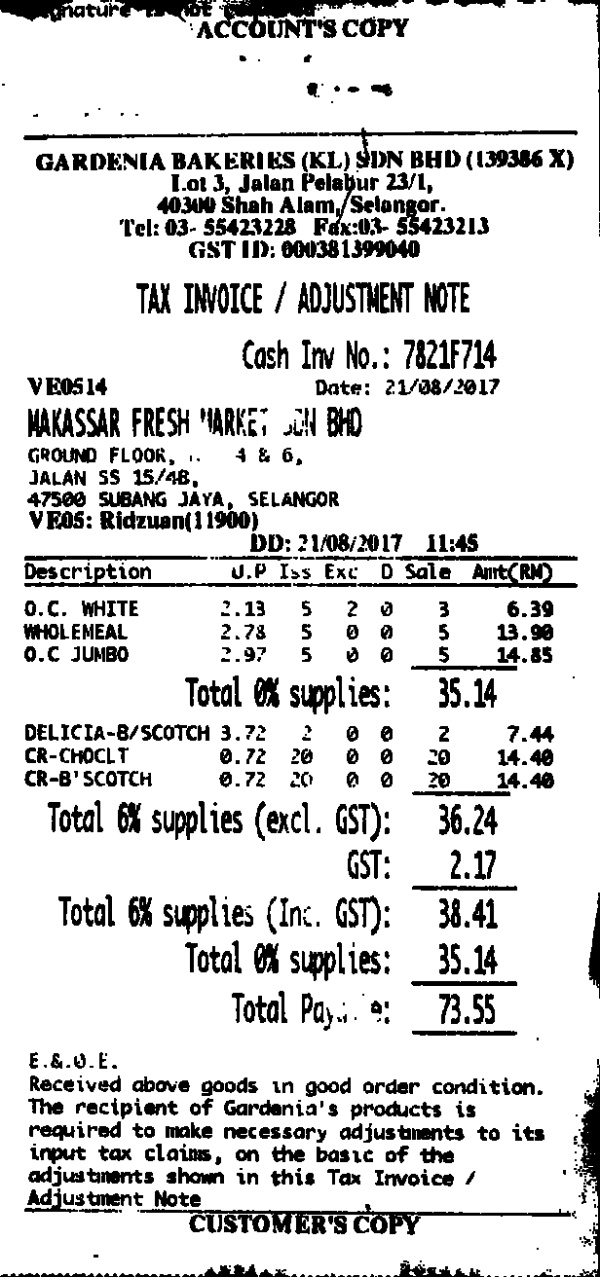 ACCOUNT'S COPY
GARDENIA BAKERIES (KL) SDN BHD (139386 X)
Lot 3, Jalan Pelabur 23/1,
40300 Shah Alam, Selangor.
Tel: 03- 55423228 Fax:03- 55423213
GST ID: 000381399040
TAX INVOICE / ADJUSTMENT NOTE
Cash Inv No.: 7821F714
VE0514 Date: 21/08/2017
MAKASSAR FRESH MARKET SDN BHD
GROUND FLOOR, 4 & 6,
JALAN SS 15/4B,
47500 SUBANG JAYA, SELANGOR
VE05: Ridzuan(11900)
DD: 21/08/2017 11:45
Description U.P Iss Exc D Sale Amt(RM)
O.C. WHITE 2.13 5 2 0 3 6.39
WHOLEMEAL 2.78 5 0 0 5 13.90
O.C JUMBO 2.97 5 0 0 5 14.85
Total 0% supplies: 35.14
DELICIA-B/SCOTCH 3.72 2 0 0 2 7.44
CR-CHOCLT 0.72 20 0 0 20 14.40
CR-B'SCOTCH 0.72 20 0 0 20 14.40
Total 6% supplies (excl. GST): 36.24
GST: 2.17
Total 6% supplies (Inc. GST): 38.41
Total 0% supplies: 35.14
Total Payable: 73.55
E.&.O.E.
Received above goods in good order condition.
The recipient of Gardenia's products is
required to make necessary adjustments to its
input tax claims, on the basic of the
adjustments shown in this Tax Invoice /
Adjustment Note
CUSTOMER'S COPY